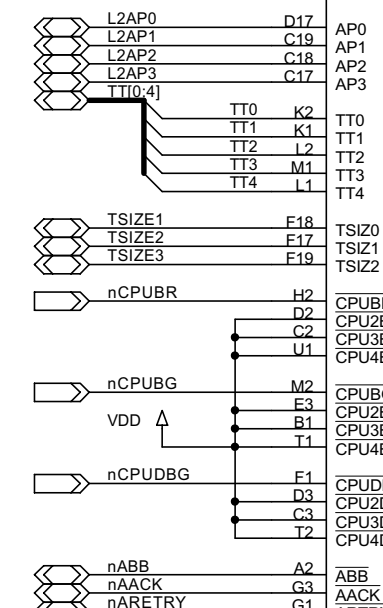 L2AP0 D17 AP0
L2AP1 C19 AP1
L2AP2 C18 AP2
L2AP3 C17 AP3
TT[0:4]
TT0 K2 TT0
TT1 K1 TT1
TT2 L2 TT2
TT3 M1 TT3
TT4 L1 TT4
TSIZE1 F18 TSIZ0
TSIZE2 F17 TSIZ1
TSIZE3 F19 TSIZ2
nCPUBR H2
D2
C2
U1
nCPUBG M2
E3
VDD B1
T1
nCPUDBG F1
D3
C3
T2
nABB A2 ABB
nAACK G3 AACK
nARETRY G1